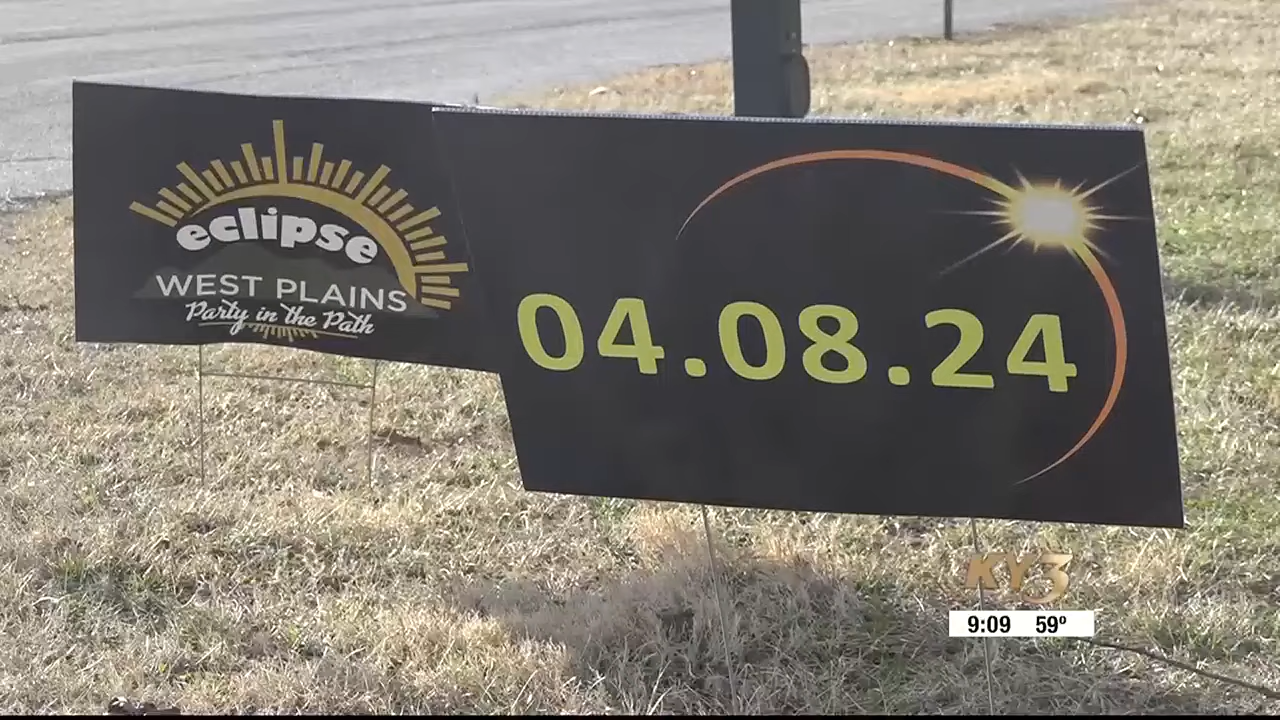 eclipse
WEST PLAINS
Party in the Path
04.08.24
KY3
9:09 59º